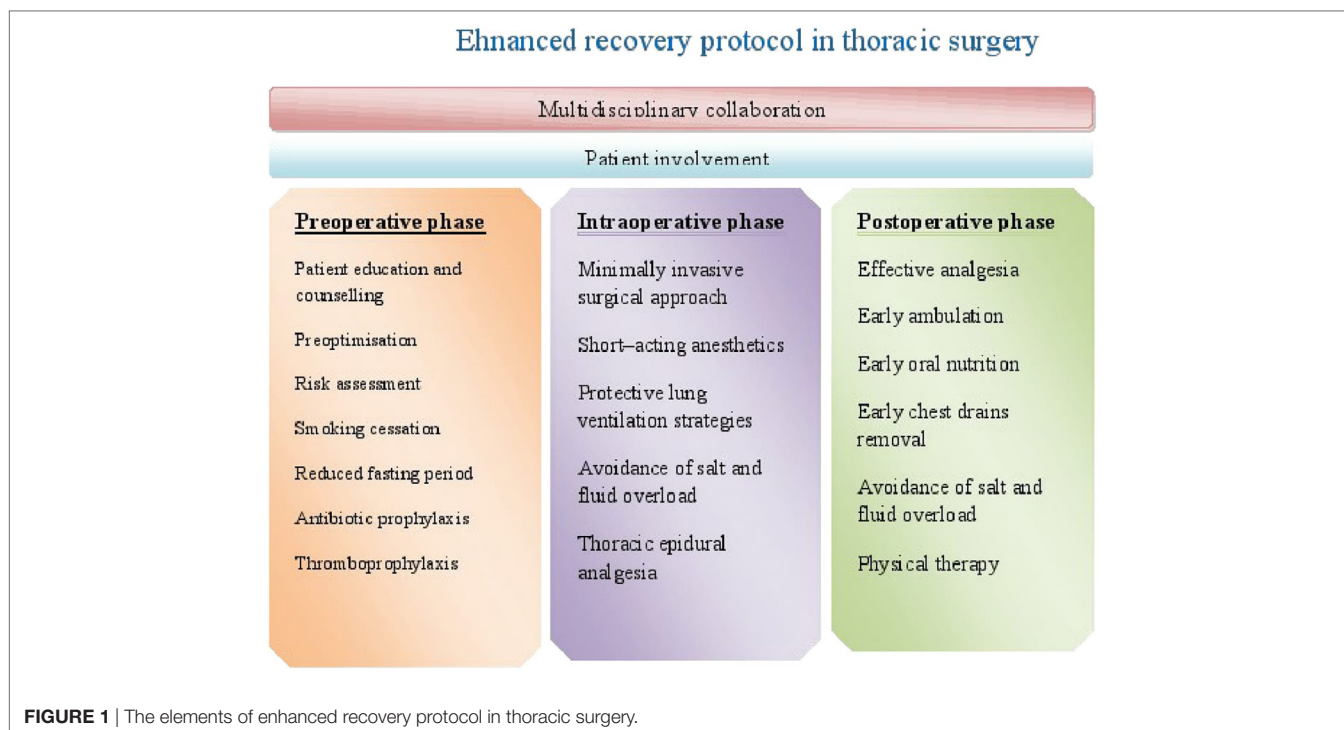 Ehnanced recovery protocol in thoracic surgery
Multidisciplinary collaboration
Patient involvement
Preoperative phase
Patient education and
counselling
Preoptimisation
Risk assessment
Smoking cessation
Reduced fasting period
Antibiotic prophylaxis
Thromboprophylaxis
Intraoperative phase
Minimally invasive
surgical approach
Short–acting anesthetics
Protective lung
ventilation strategies
Avoidance of salt and
fluid overload
Thoracic epidural
analgesia
Postoperative phase
Effective analgesia
Early ambulation
Early oral nutrition
Early chest drains
removal
Avoidance of salt and
fluid overload
Physical therapy
FIGURE 1 | The elements of enhanced recovery protocol in thoracic surgery.